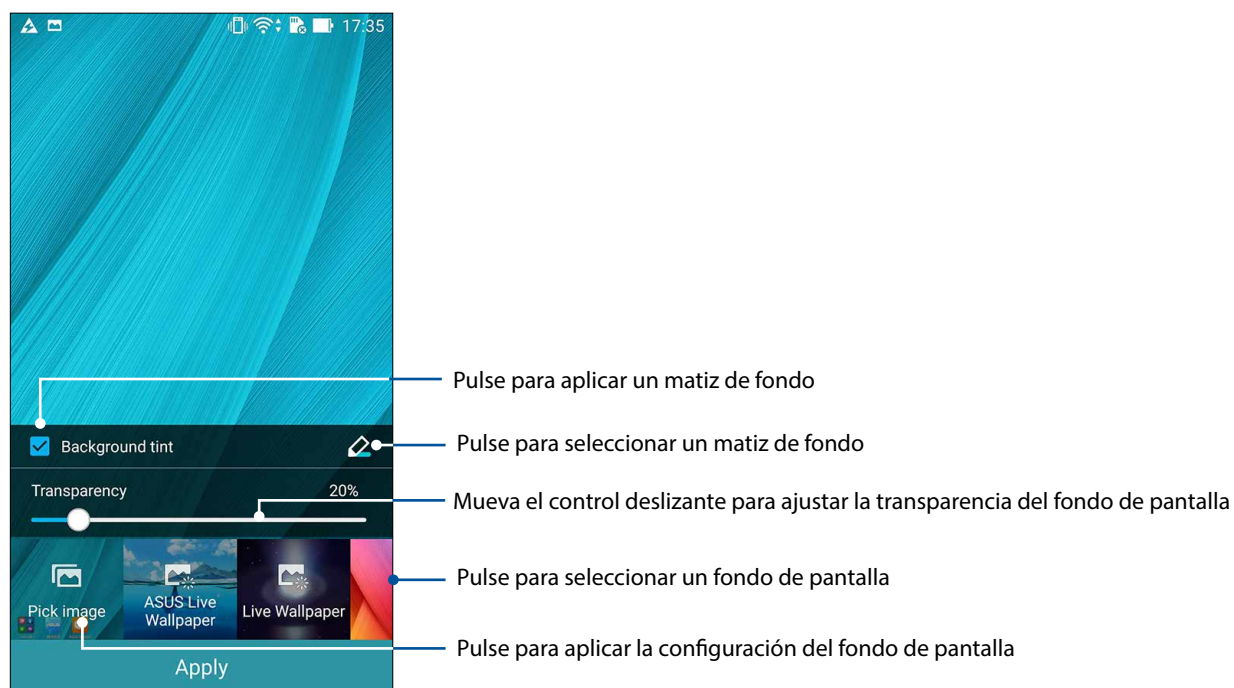 17:35
Pulse para aplicar un matiz de fondo
Background tint
Pulse para seleccionar un matiz de fondo
Transparency 20%
Mueva el control deslizante para ajustar la transparencia del fondo de pantalla
Pick image
ASUS Live
Wallpaper
Live Wallpaper
Pulse para seleccionar un fondo de pantalla
Pulse para aplicar la configuración del fondo de pantalla
Apply